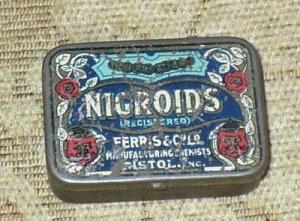 NIGROIDS
(REGISTERED)
FERRIS & CO. LD.
MANUFACTURING CHEMISTS